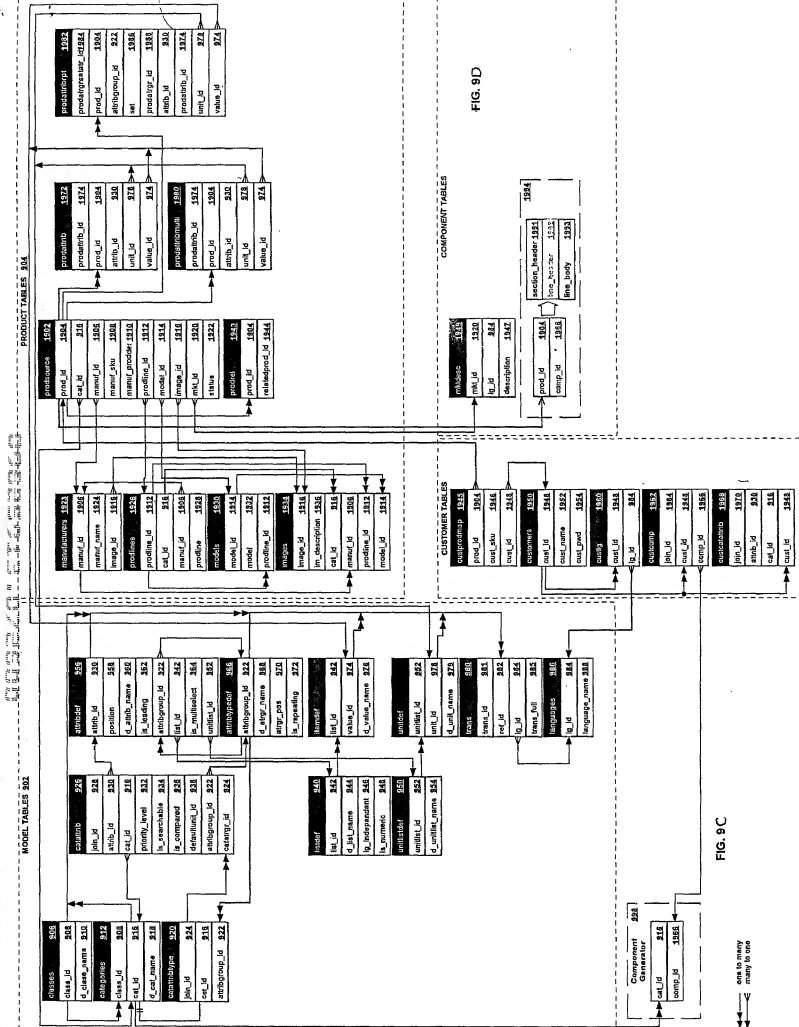 MODEL TABLES 902
classes 906
class_id 908
d_class_name 910
categories 912
class_id 908
cat_id 916
d_cat_name 918
catattribtype 920
join_id 924
cat_id 916
attribgroup_id 922
catattrib 926
join_id 928
attrib_id 930
cat_id 916
priority_level 932
is_searchable 934
is_compared 936
defaultunit_id 938
attribgroup_id 922
catatrgr_id 924
listdef 940
list_id 942
d_list_name 944
lg_independant 946
is_numeric 948
unitlistdef 950
unitlist_id 952
d_unitlist_name 954
attribdef 956
attrib_id 930
position 958
d_attrib_name 960
is_leading 962
attribgroup_id 922
list_id 942
is_multiselect 964
unitlist_id 952
attribtypedef 966
attribgroup_id 922
d_atrgr_name 968
atrgr_pos 970
is_repeating 972
itemdef
list_id 942
value_id 974
d_value_name 976
unitdef
unitlist_id 952
unit_id 978
d_unit_name 979
trans 980
trans_id 981
ref_id 982
lg_id 984
trans_full 985
languages 986
lg_id 984
language_name 988
Component Generator 998
cat_id 916
comp_id 1966
one to many
many to one
FIG. 9C
PRODUCT TABLES 904
manufacturers 1923
manuf_id 1906
manuf_name 1924
image_id 1916
prodlines 1926
prodline_id 1912
cat_id 916
manuf_id 1906
prodline 1928
models 1930
model_id 1914
model 1932
prodline_id 1912
images 1934
image_id 1916
im_description 1936
cat_id 916
manuf_id 1906
prodline_id 1912
model_id 1914
prodsource 1902
prod_id 1904
cat_id 916
manuf_id 1906
manuf_sku 1908
manuf_prodder 1910
prodline_id 1912
model_id 1914
image_id 1916
mkt_id 1920
status 1922
prodrel 1943
prod_id 1904
relatedprod_id 1944
prodattrib 1972
prodattrib_id 1974
prod_id 1904
attrib_id 930
unit_id 978
value_id 974
prodattribmulti 1980
prodattrib_id 1974
prod_id 1904
attrib_id 930
unit_id 978
value_id 974
prodattribrpt 1982
prodatrgrsatatr_id 1984
prod_id 1904
attribgroup_id 922
set 1986
prodatrgr_id 1988
attrib_id 930
prodattrib_id 1974
unit_id 978
value_id 974
CUSTOMER TABLES
custprodmap 1945
prod_id 1904
cust_sku 1946
cust_id 1948
customers 1950
cust_id 1948
cust_name 1952
cust_pwd 1954
custlg 1960
cust_id 1948
lg_id 984
custcomp 1962
join_id 1964
cust_id 1948
comp_id 1966
custcatattrib 1968
join_id 1970
attrib_id 930
cat_id 916
cust_id 1948
COMPONENT TABLES
mktdesc 1949
mkt_id 1920
lg_id 984
description 1947
prod_id 1904
comp_id 1966
1994
section_header 1991
line_header 1992
line_body 1993
FIG. 9D